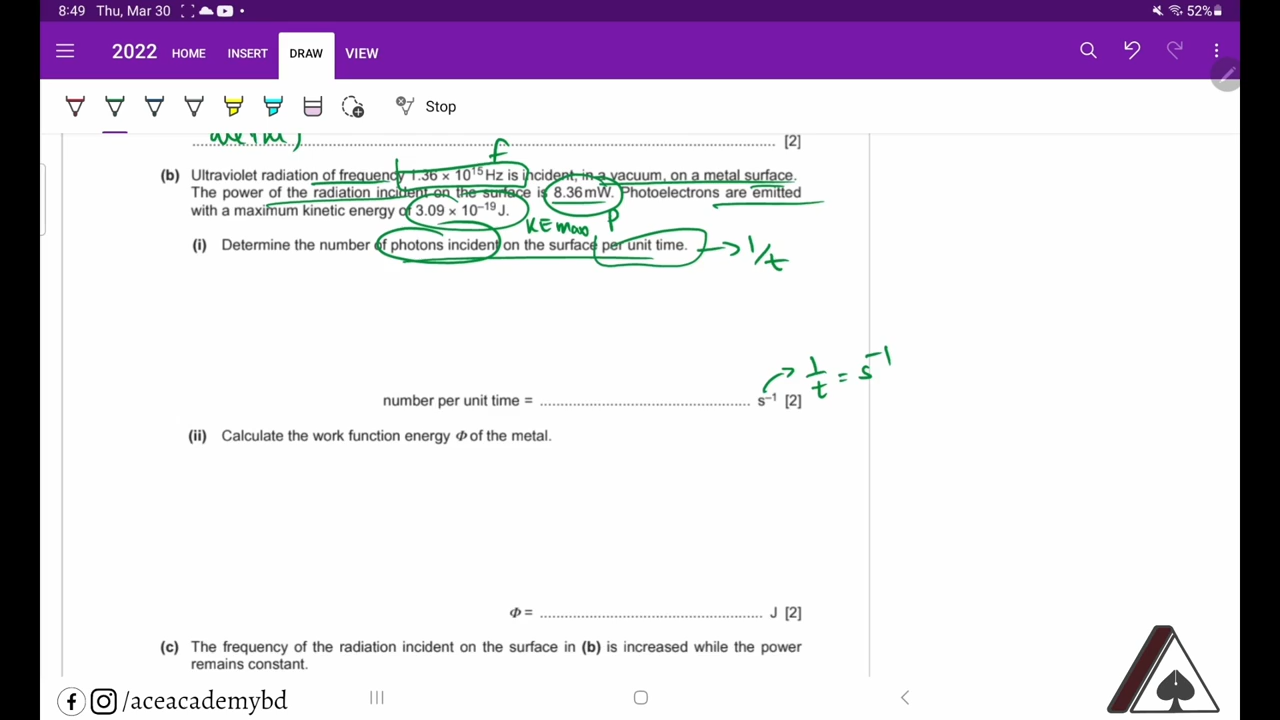 8:49 Thu, Mar 30 52%
2022 HOME INSERT DRAW VIEW
Stop
[2]
f
(b) Ultraviolet radiation of frequency 1.36 × 10¹⁵ Hz is incident, in a vacuum, on a metal surface.
The power of the radiation incident on the surface is 8.36 mW. Photoelectrons are emitted
with a maximum kinetic energy of 3.09 × 10⁻¹⁹ J.
KE max P
(i) Determine the number of photons incident on the surface per unit time. → 1/t
1/t = s⁻¹
number per unit time = ............................................... s⁻¹ [2]
(ii) Calculate the work function energy Φ of the metal.
Φ = ..................................................... J [2]
(c) The frequency of the radiation incident on the surface in (b) is increased while the power
remains constant.
/aceacademybd